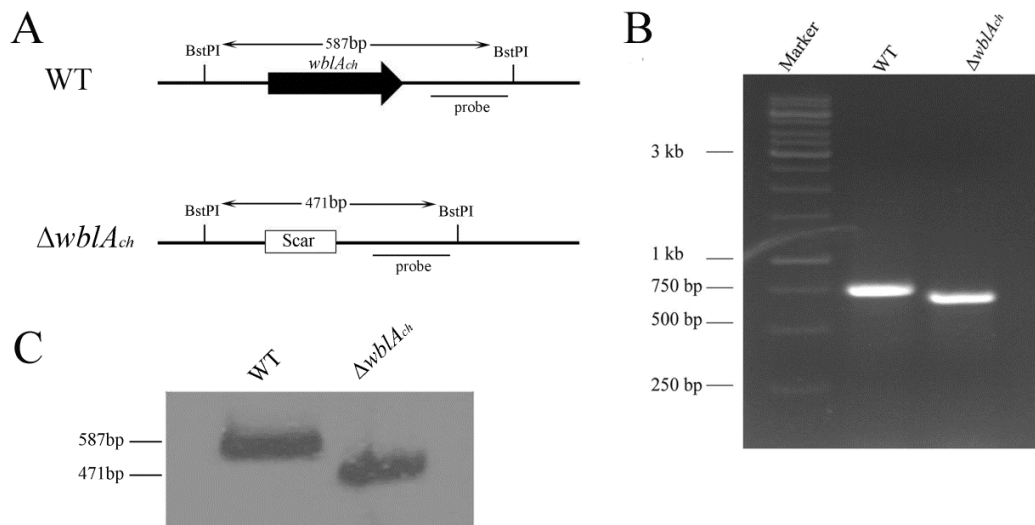 A
WT
BstPI
587bp
BstPI
wblAch
probe
ΔwblAch
BstPI
471bp
BstPI
Scar
probe
B
Marker
WT
ΔwblAch
3 kb
1 kb
750 bp
500 bp
250 bp
C
WT
ΔwblAch
587bp
471bp